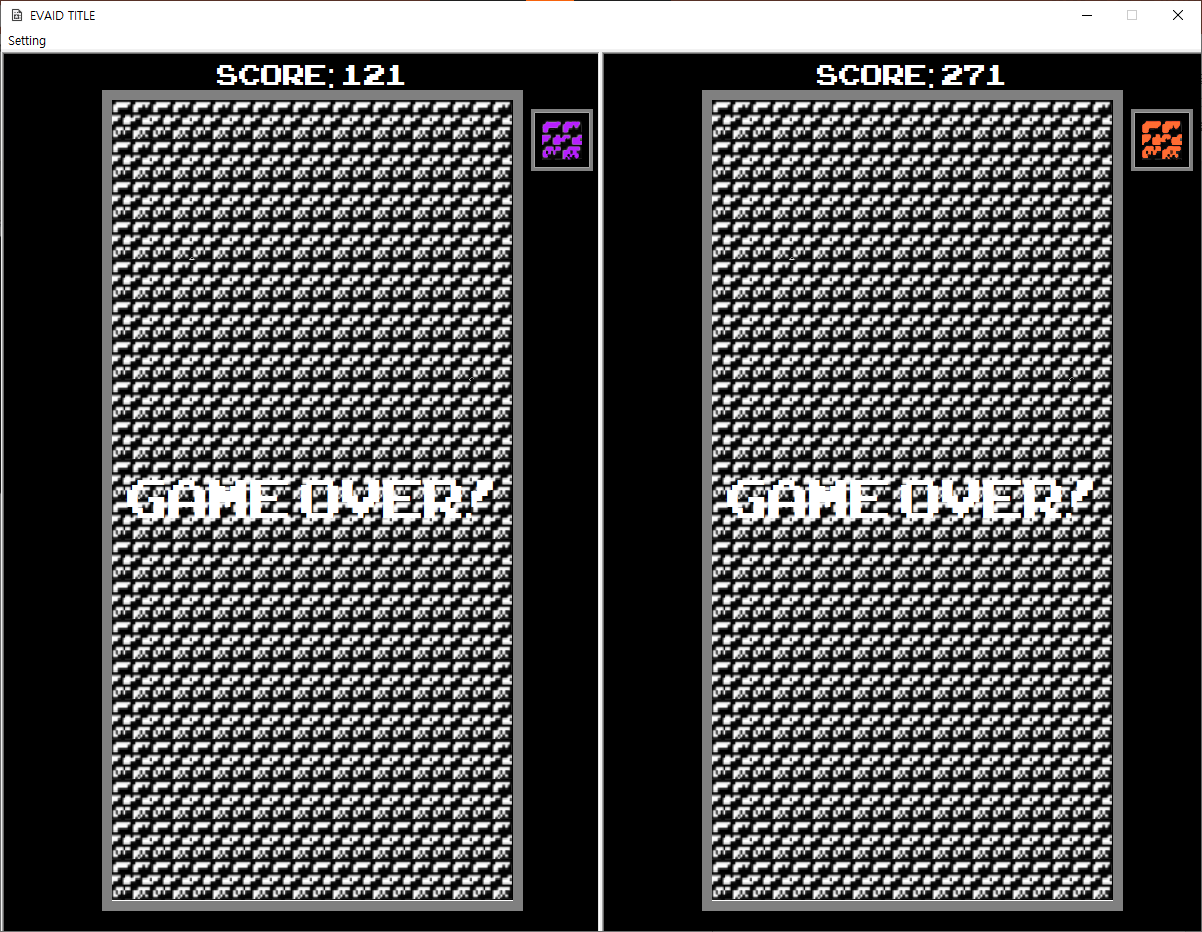 EVAID TITLE
Setting
SCORE:121
SCORE:271
GAME OVER!
GAME OVER!